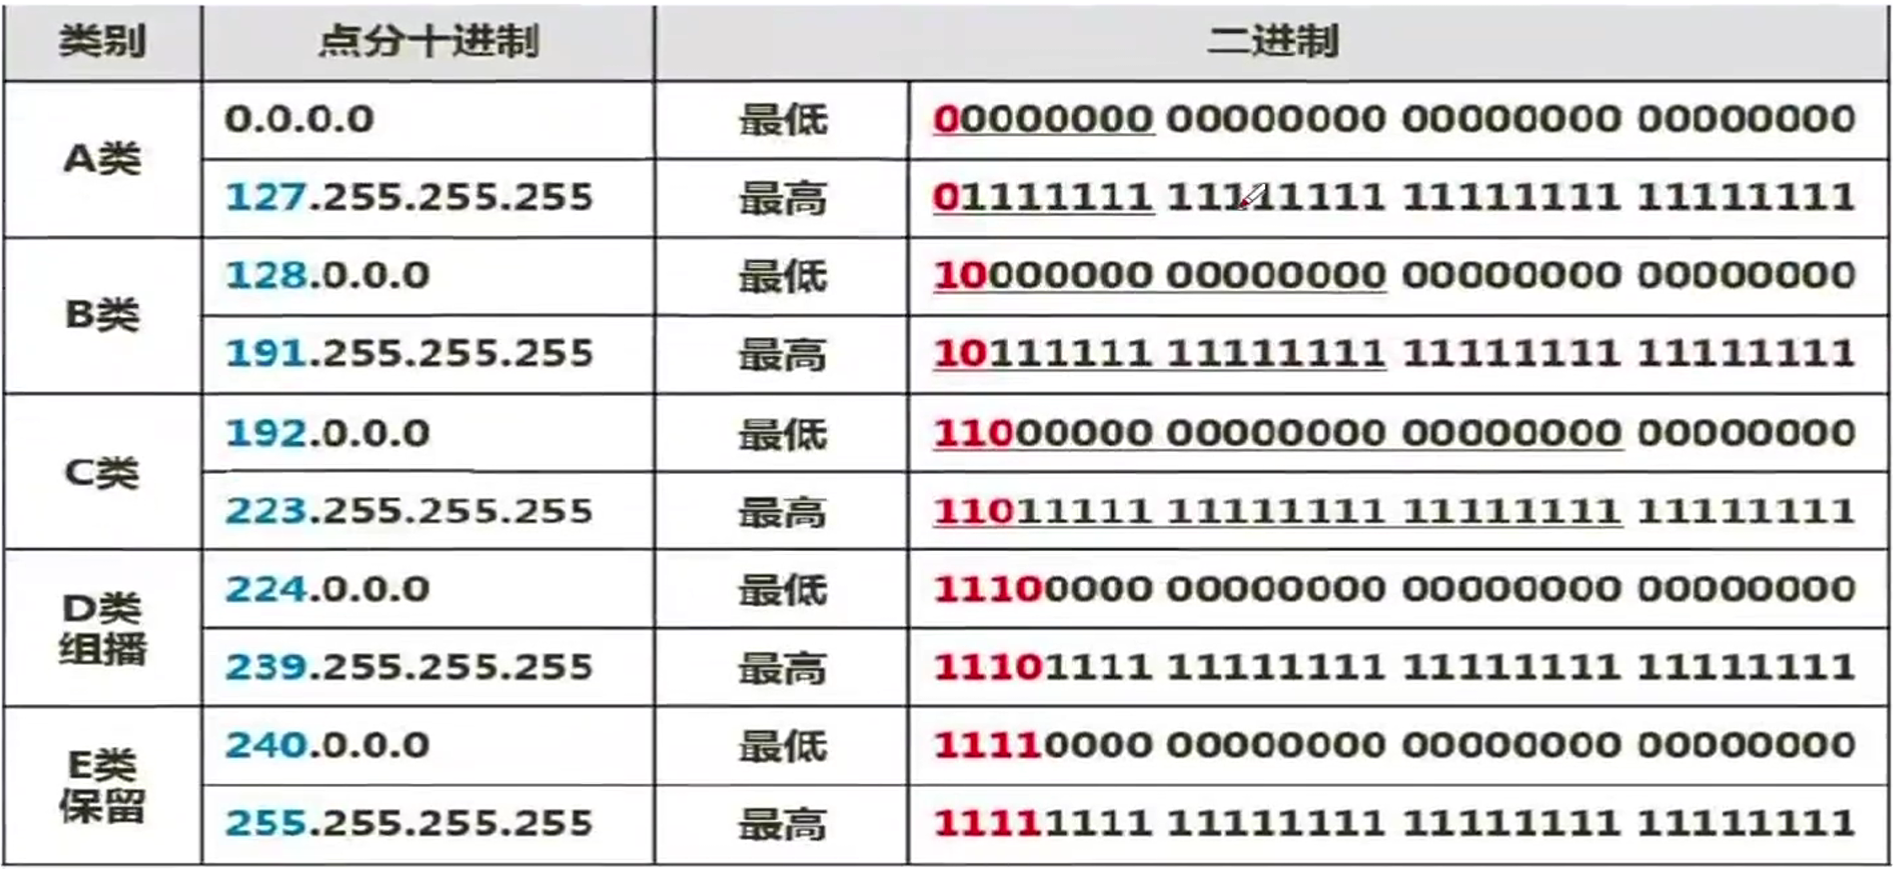 类别 点分十进制 二进制
A类
0.0.0.0 最低 00000000 00000000 00000000 00000000
127.255.255.255 最高 01111111 11111111 11111111 11111111
B类
128.0.0.0 最低 10000000 00000000 00000000 00000000
191.255.255.255 最高 10111111 11111111 11111111 11111111
C类
192.0.0.0 最低 11000000 00000000 00000000 00000000
223.255.255.255 最高 11011111 11111111 11111111 11111111
D类
组播
224.0.0.0 最低 11100000 00000000 00000000 00000000
239.255.255.255 最高 11101111 11111111 11111111 11111111
E类
保留
240.0.0.0 最低 11110000 00000000 00000000 00000000
255.255.255.255 最高 11111111 11111111 11111111 11111111